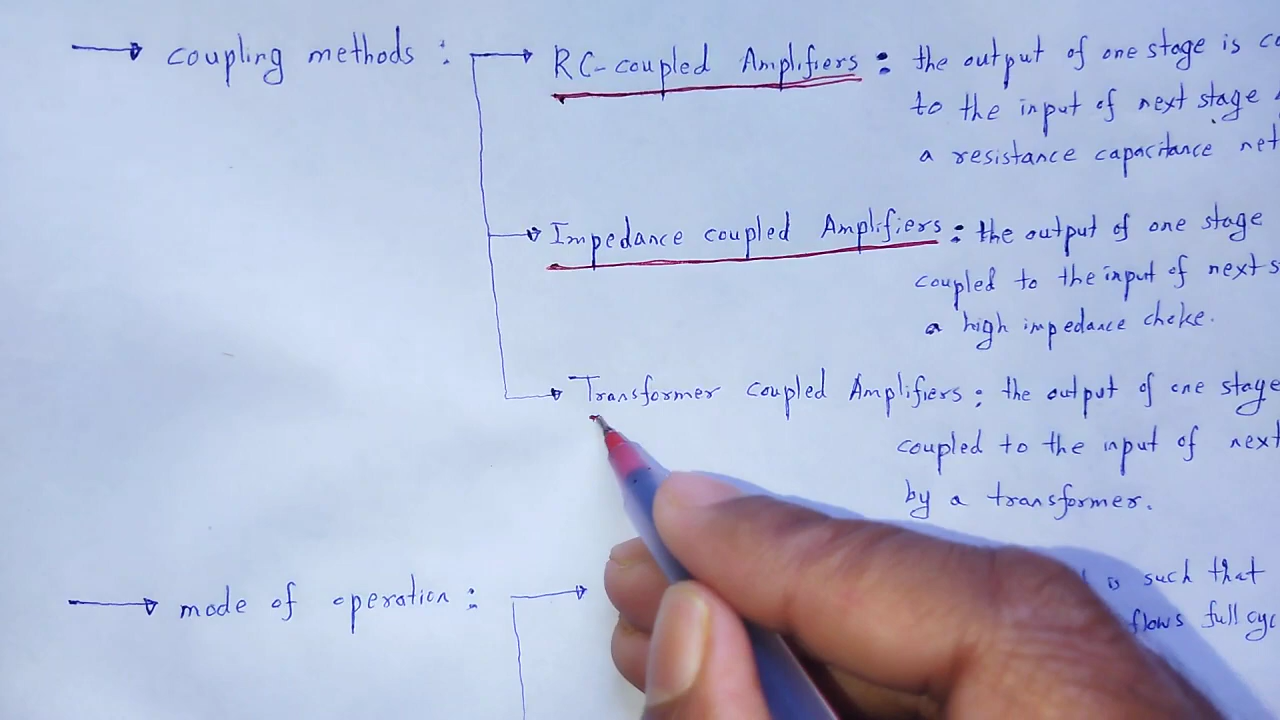 coupling methods : RC-coupled Amplifiers : the output of one stage is
to the input of next stage
a resistance capacitance
Impedance coupled Amplifiers : the output of one stage
coupled to the input of next
a high impedance choke.
Transformer coupled Amplifiers : the output of one stage
coupled to the input of next
by a transformer.
such that
mode of operation :
flows full